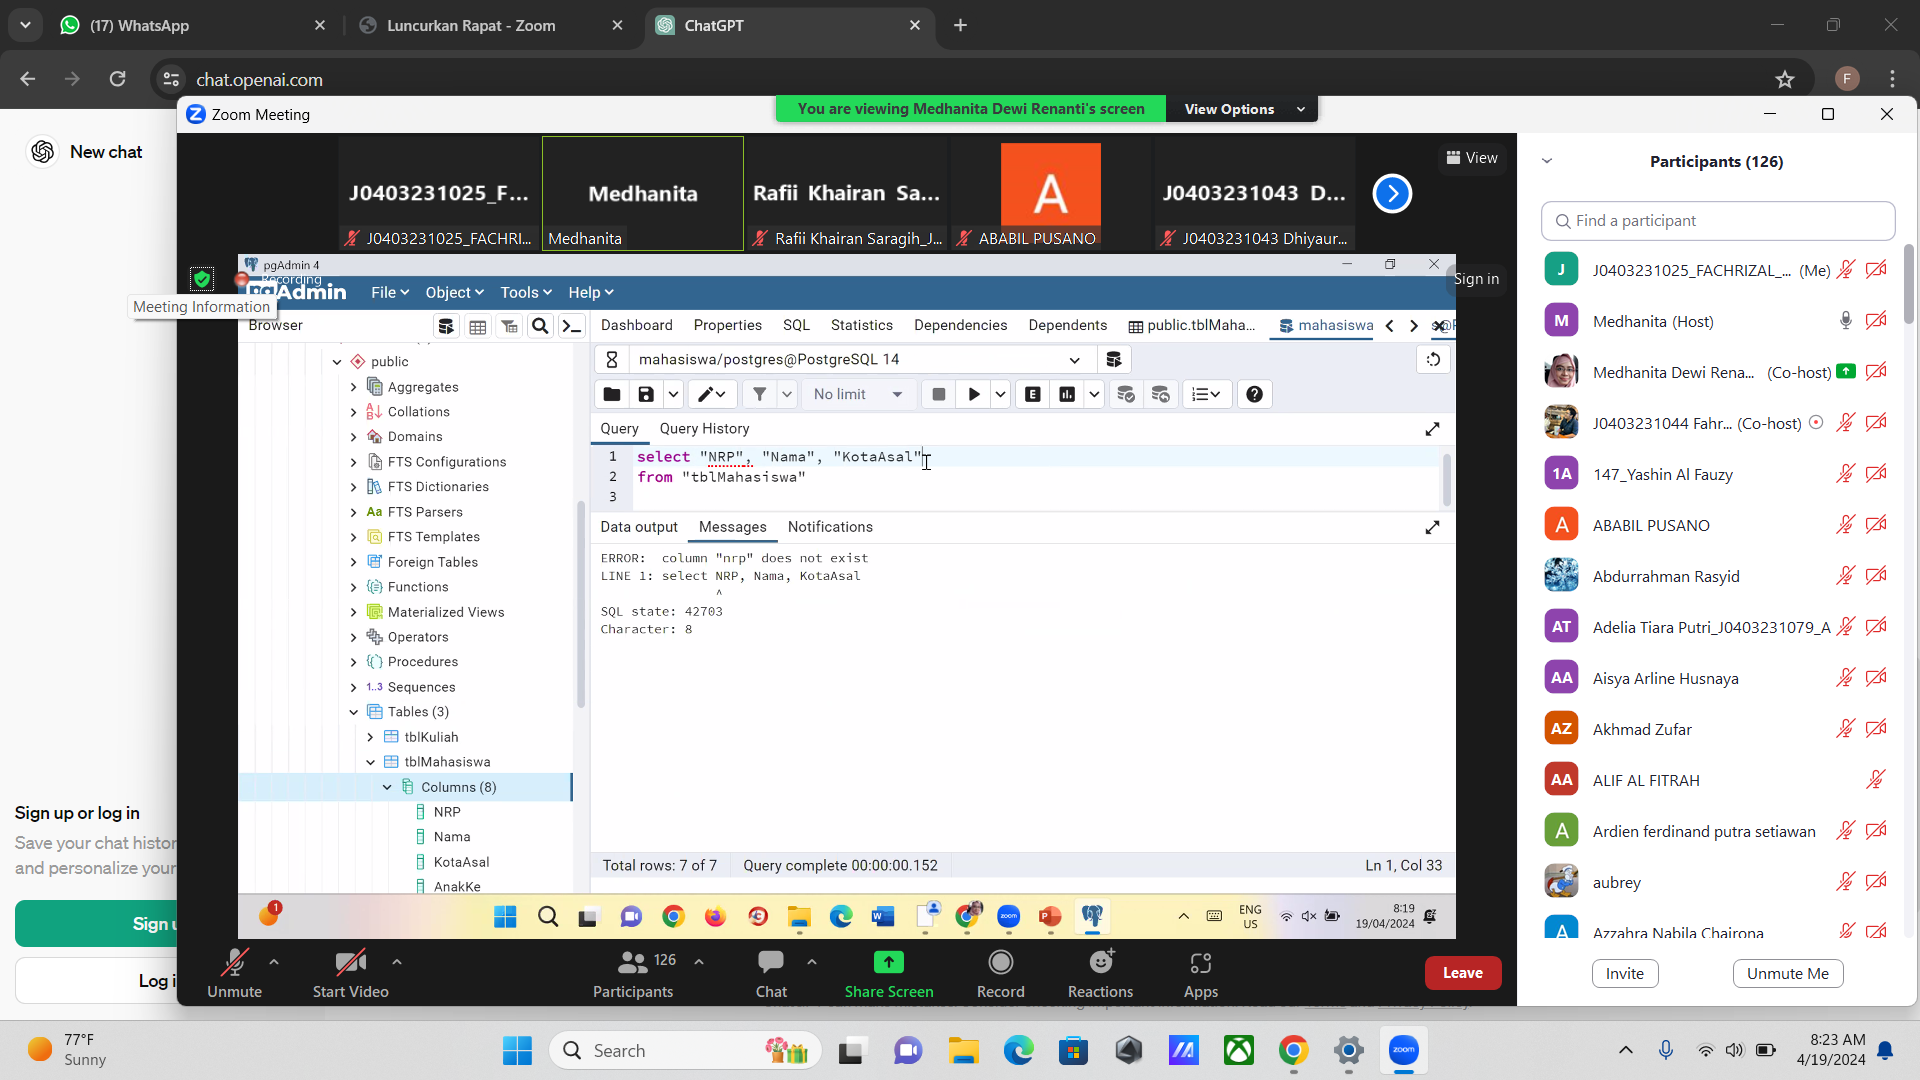 (17) WhatsApp
Luncurkan Rapat - Zoom
ChatGPT
chat.openai.com
F
New chat
Zoom Meeting
You are viewing Medhanita Dewi Renanti's screen
View Options
J0403231025_F...
Medhanita
Rafii Khairan Sa...
A
J0403231043 D...
View
J0403231025_FACHRI...
Medhanita
Rafii Khairan Saragih_J...
ABABIL PUSANO
J0403231043 Dhiyaur...
pgAdmin 4
Recording
Admin
File
Object
Tools
Help
Sign in
Meeting Information
Browser
Dashboard
Properties
SQL
Statistics
Dependencies
Dependents
public.tblMaha...
mahasiswa
public
Aggregates
Collations
Domains
FTS Configurations
FTS Dictionaries
FTS Parsers
FTS Templates
Foreign Tables
Functions
Materialized Views
Operators
Procedures
1..3 Sequences
Tables (3)
tblKuliah
tblMahasiswa
Columns (8)
NRP
Nama
KotaAsal
AnakKe
mahasiswa/postgres@PostgreSQL 14
No limit
E
Query
Query History
1 select "NRP", "Nama", "KotaAsal"
2 from "tblMahasiswa"
3
Data output
Messages
Notifications
ERROR: column "nrp" does not exist
LINE 1: select NRP, Nama, KotaAsal
^
SQL state: 42703
Character: 8
Total rows: 7 of 7
Query complete 00:00:00.152
Ln 1, Col 33
1
zoom
ENG
US
8:19
19/04/2024
Unmute
Start Video
126
Participants
Chat
Share Screen
Record
Reactions
Apps
Leave
Participants (126)
Find a participant
J J0403231025_FACHRIZAL_... (Me)
M Medhanita (Host)
Medhanita Dewi Rena... (Co-host)
J0403231044 Fahr... (Co-host)
1A 147_Yashin Al Fauzy
A ABABIL PUSANO
Abdurrahman Rasyid
AT Adelia Tiara Putri_J0403231079_A
AA Aisya Arline Husnaya
AZ Akhmad Zufar
AA ALIF AL FITRAH
A Ardien ferdinand putra setiawan
aubrey
A Azzahra Nabila Chairona
Invite
Unmute Me
Sign up or log in
Save your chat histor
and personalize your
Sign u
Log i
77°F
Sunny
Search
zoom
8:23 AM
4/19/2024